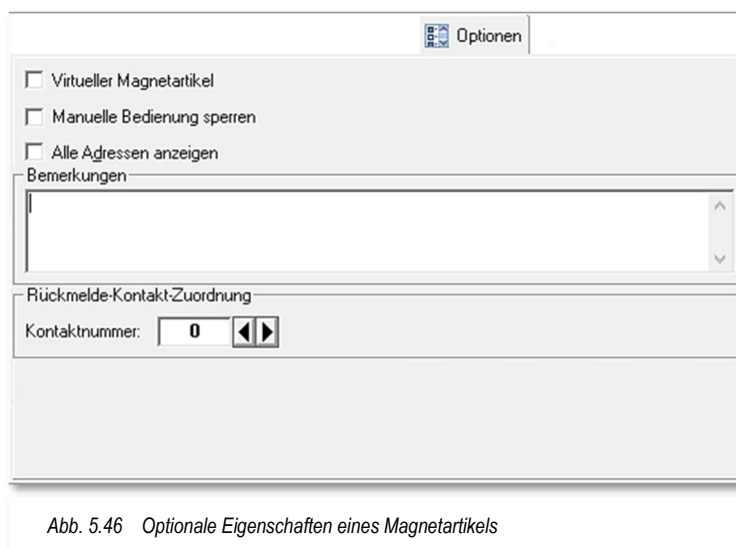 Optionen
Virtueller Magnetartikel
Manuelle Bedienung sperren
Alle Adressen anzeigen
Bemerkungen
Rückmelde-Kontakt-Zuordnung
Kontaktnummer: 0
Abb. 5.46 Optionale Eigenschaften eines Magnetartikels